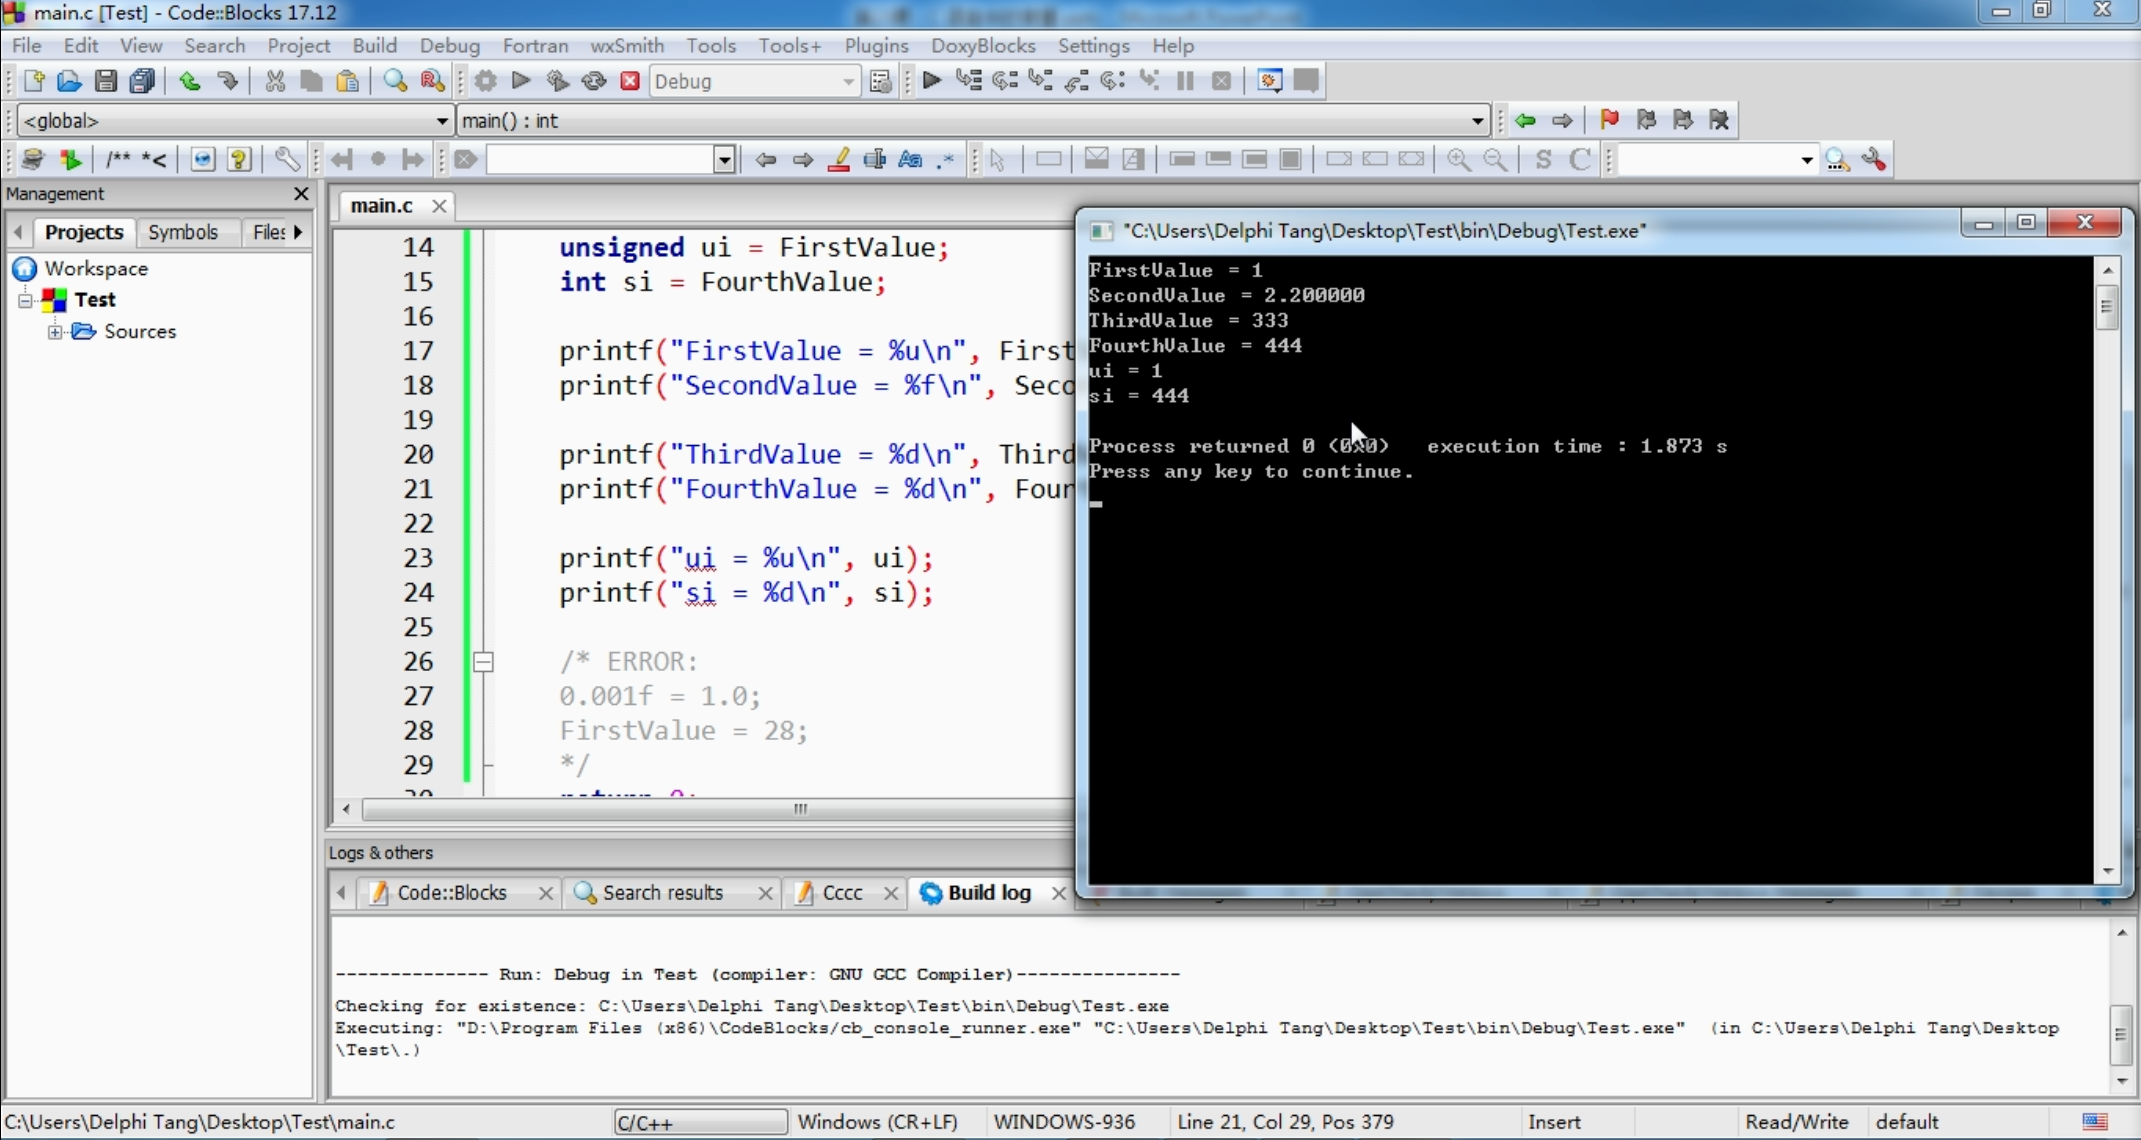 main.c [Test] - Code::Blocks 17.12
File Edit View Search Project Build Debug Fortran wxSmith Tools Tools+ Plugins DoxyBlocks Settings Help
Debug
<global> main() : int
/** *<
S C
Management
Projects Symbols Files
Workspace
Test
Sources
main.c
14 unsigned ui = FirstValue;
15 int si = FourthValue;
16
17 printf("FirstValue = %u\n", First
18 printf("SecondValue = %f\n", Seco
19
20 printf("ThirdValue = %d\n", Third
21 printf("FourthValue = %d\n", Four
22
23 printf("ui = %u\n", ui);
24 printf("si = %d\n", si);
25
26 /* ERROR:
27 0.001f = 1.0;
28 FirstValue = 28;
29 */
30 return 0;
"C:\Users\Delphi Tang\Desktop\Test\bin\Debug\Test.exe"
FirstValue = 1
SecondValue = 2.200000
ThirdValue = 333
FourthValue = 444
ui = 1
si = 444
Process returned 0 (0x0) execution time : 1.873 s
Press any key to continue.
Logs & others
Code::Blocks Search results Cccc Build log
-------------- Run: Debug in Test (compiler: GNU GCC Compiler)---------------
Checking for existence: C:\Users\Delphi Tang\Desktop\Test\bin\Debug\Test.exe
Executing: "D:\Program Files (x86)\CodeBlocks/cb_console_runner.exe" "C:\Users\Delphi Tang\Desktop\Test\bin\Debug\Test.exe" (in C:\Users\Delphi Tang\Desktop
\Test\.)
C:\Users\Delphi Tang\Desktop\Test\main.c C/C++ Windows (CR+LF) WINDOWS-936 Line 21, Col 29, Pos 379 Insert Read/Write default